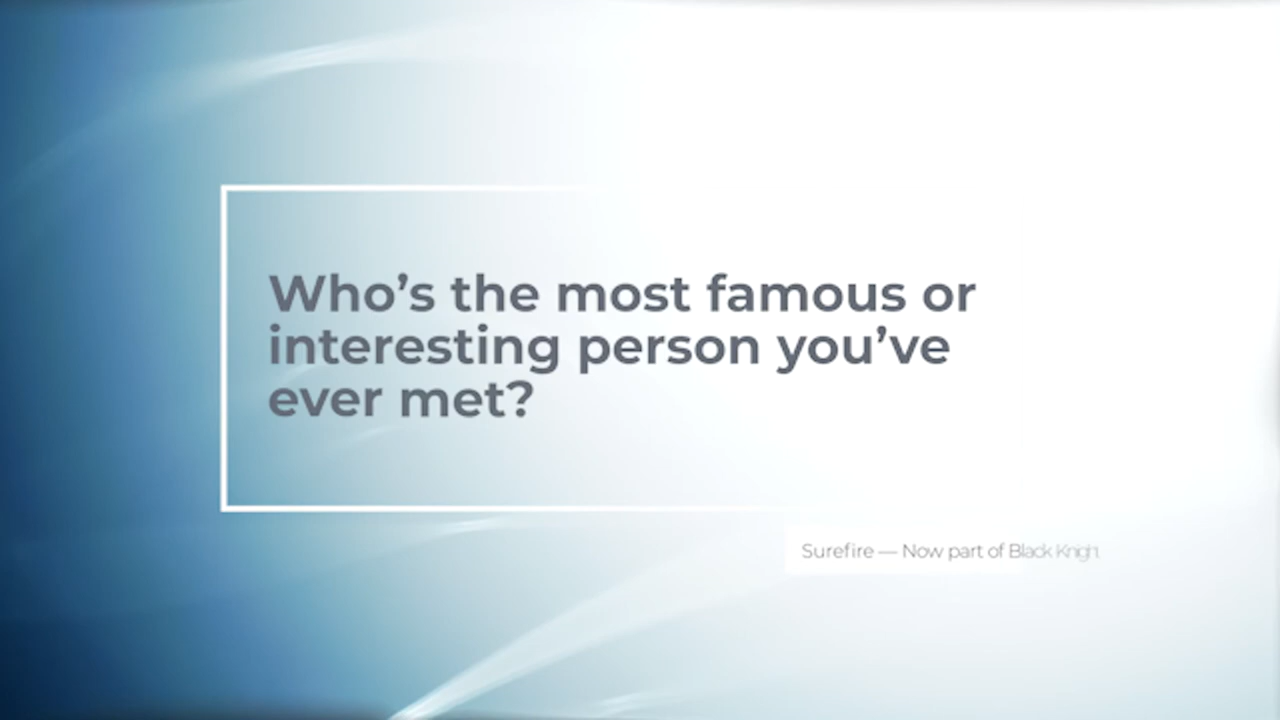 Who’s the most famous or
interesting person you’ve
ever met?
Surefire — Now part of Black Knigh